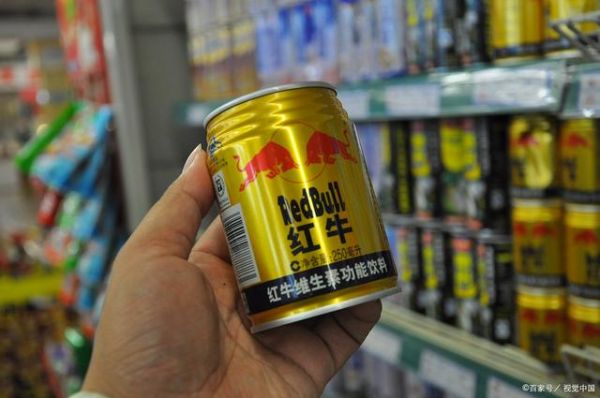 RedBull
红牛
净含量:250毫升
红牛维生素功能饮料
©百家号／视觉中国